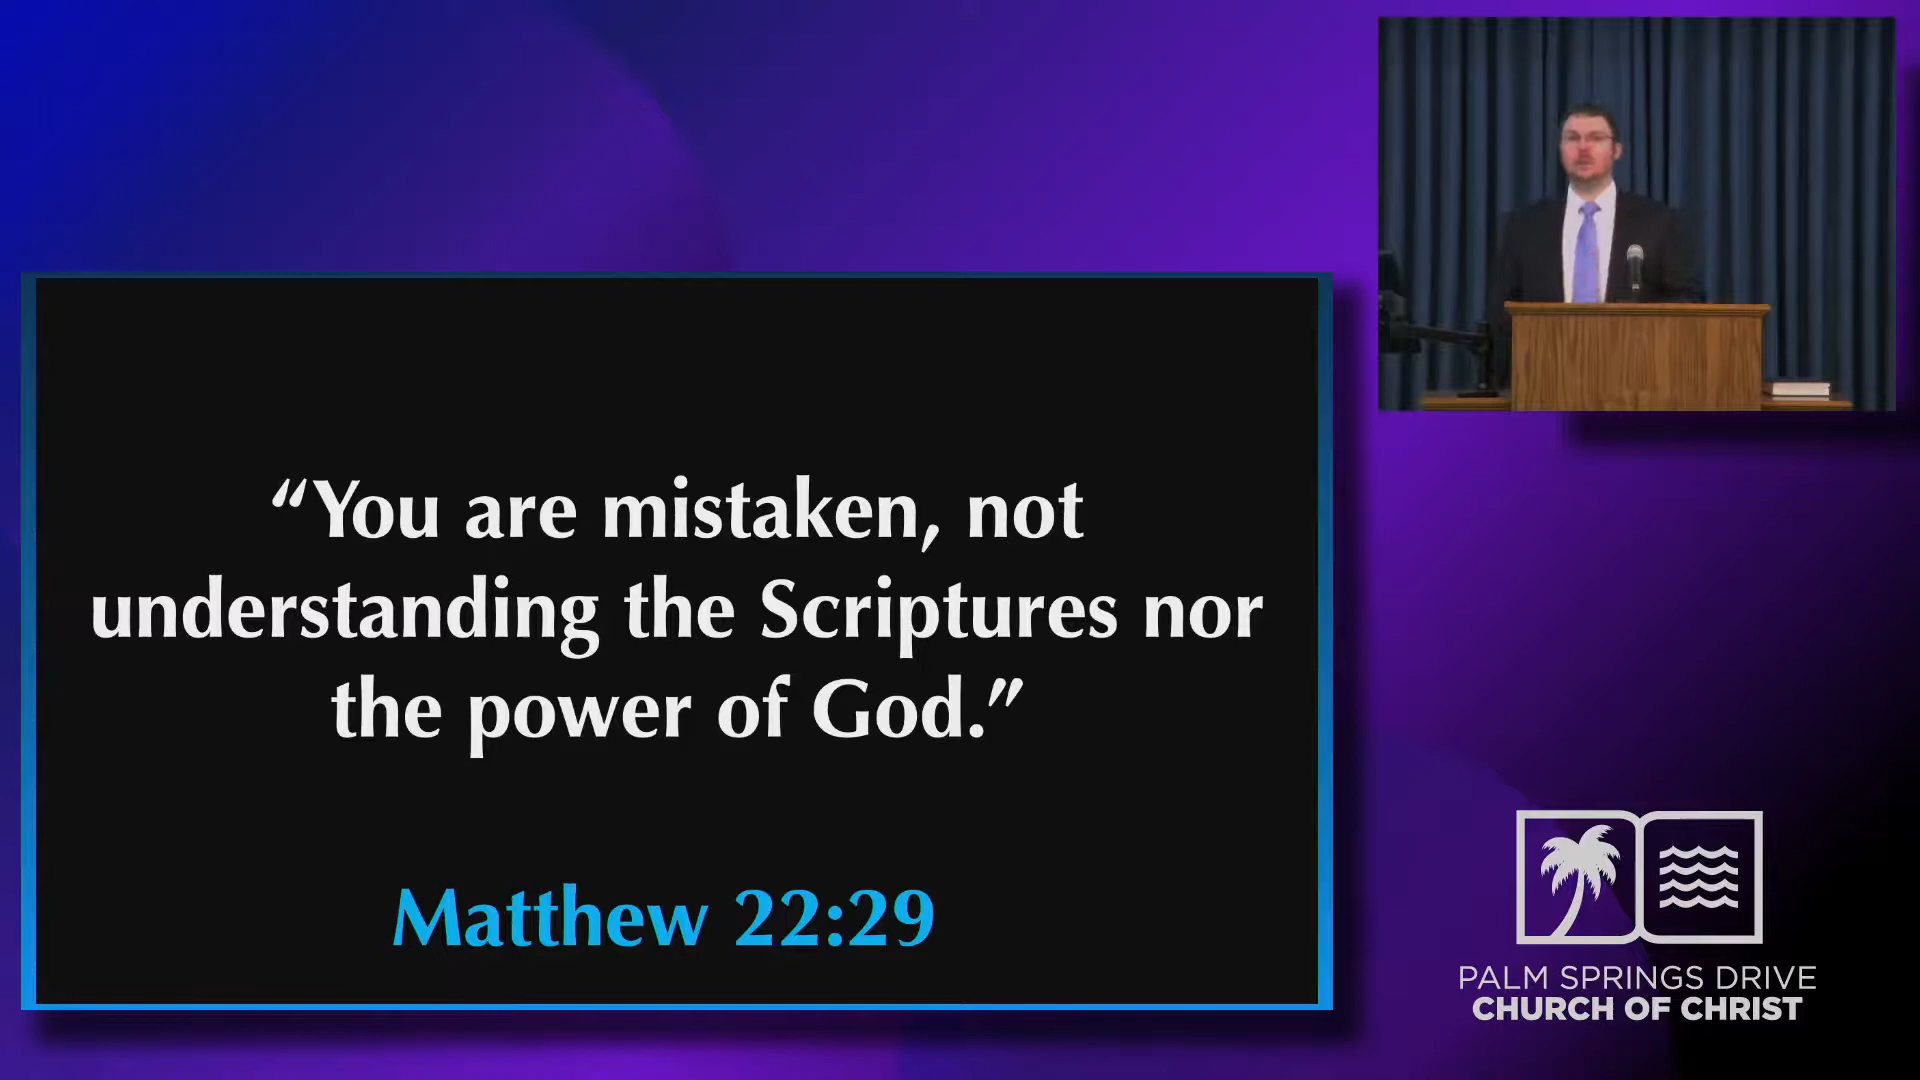 “You are mistaken, not
understanding the Scriptures nor
the power of God.”
Matthew 22:29
PALM SPRINGS DRIVE
CHURCH OF CHRIST